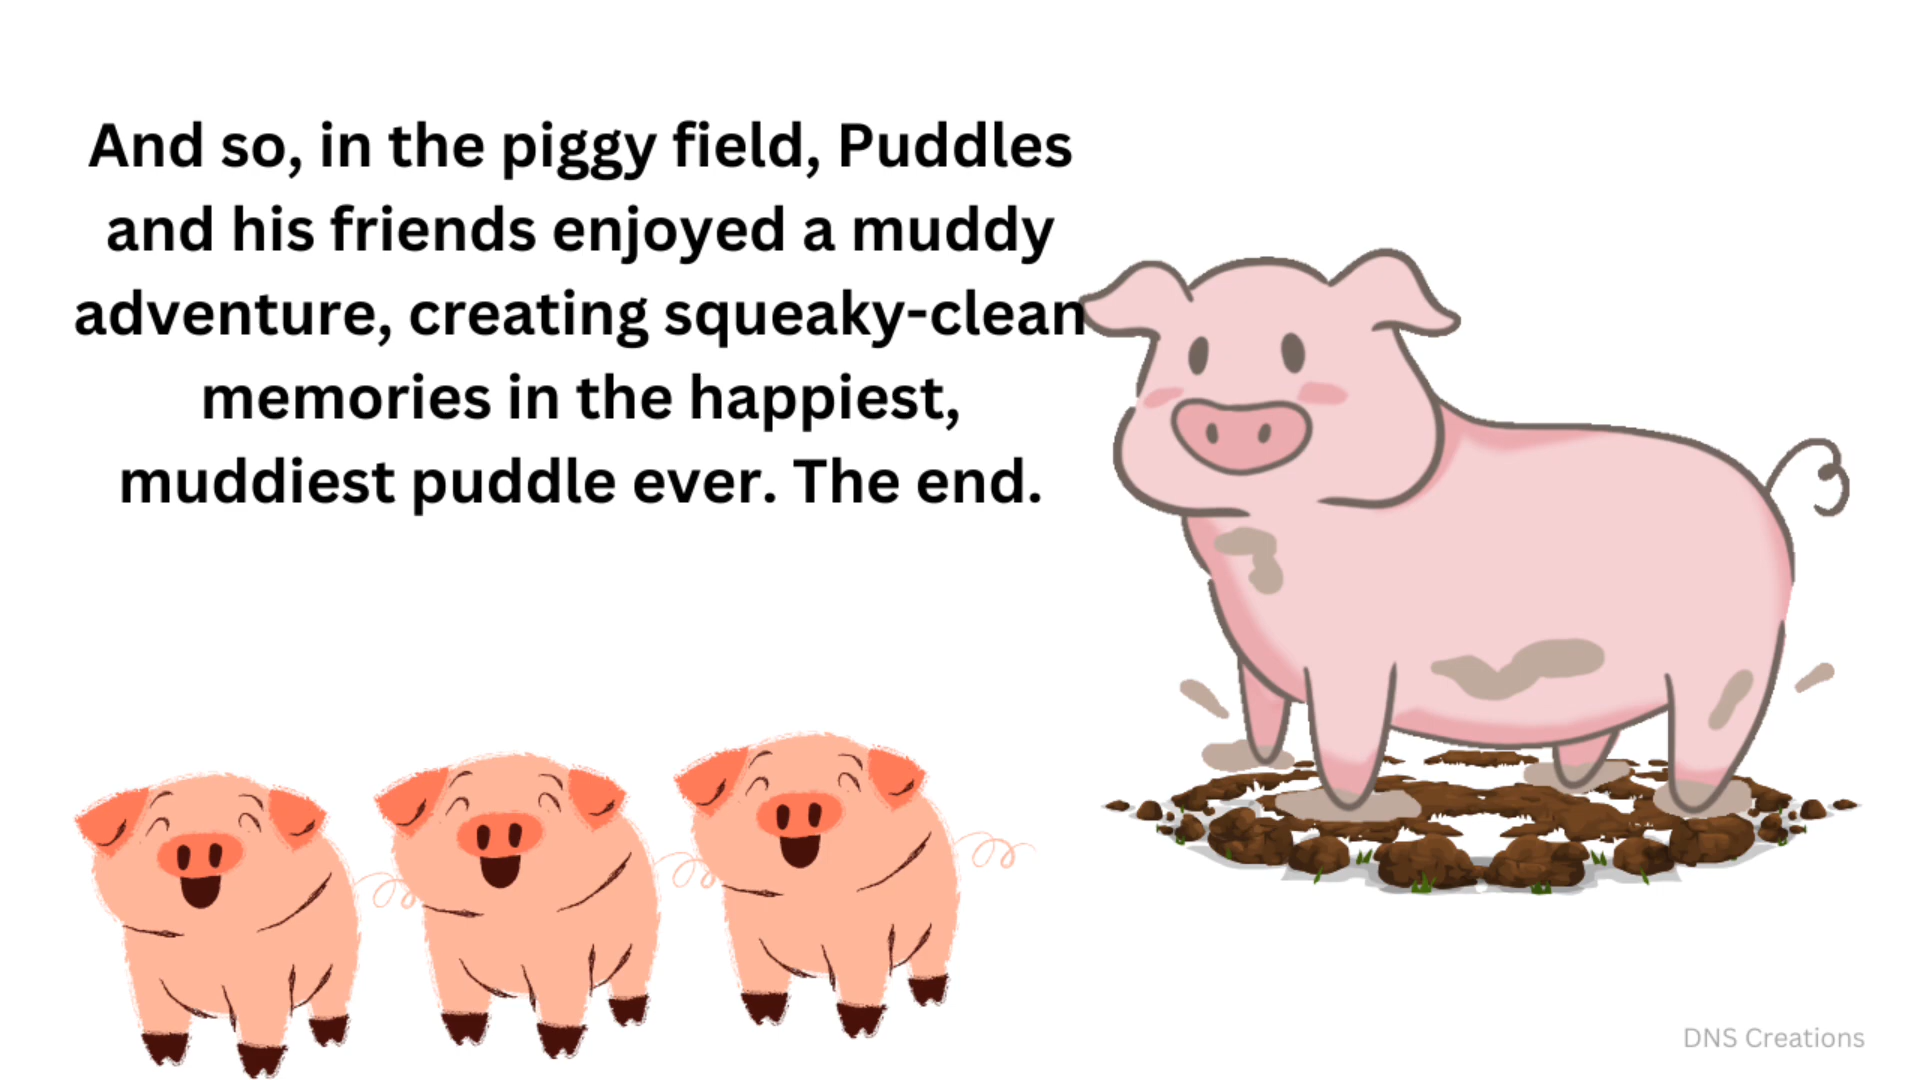 And so, in the piggy field, Puddles
and his friends enjoyed a muddy
adventure, creating squeaky-clean
memories in the happiest,
muddiest puddle ever. The end.
DNS Creations